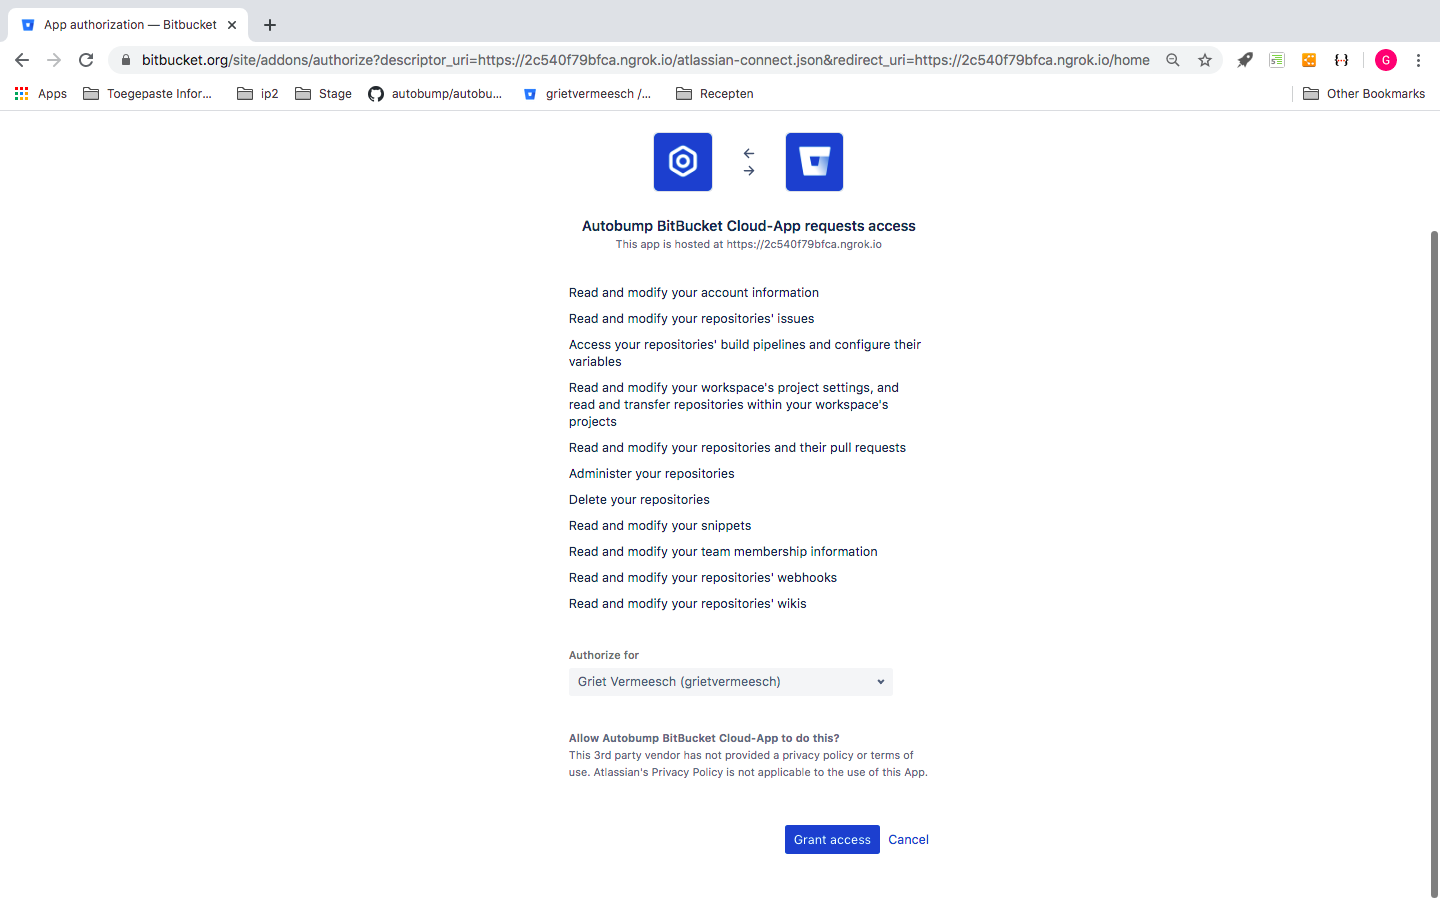 App authorization — Bitbucket
bitbucket.org/site/addons/authorize?descriptor_uri=https://2c540f79bfca.ngrok.io/atlassian-connect.json&redirect_uri=https://2c540f79bfca.ngrok.io/home
G
Apps
Toegepaste Infor...
ip2
Stage
autobump/autobu...
grietvermeesch /...
Recepten
Other Bookmarks
Autobump BitBucket Cloud-App requests access
This app is hosted at https://2c540f79bfca.ngrok.io
Read and modify your account information
Read and modify your repositories' issues
Access your repositories' build pipelines and configure their
variables
Read and modify your workspace's project settings, and
read and transfer repositories within your workspace's
projects
Read and modify your repositories and their pull requests
Administer your repositories
Delete your repositories
Read and modify your snippets
Read and modify your team membership information
Read and modify your repositories' webhooks
Read and modify your repositories' wikis
Authorize for
Griet Vermeesch (grietvermeesch)
Allow Autobump BitBucket Cloud-App to do this?
This 3rd party vendor has not provided a privacy policy or terms of
use. Atlassian's Privacy Policy is not applicable to the use of this App.
Grant access
Cancel